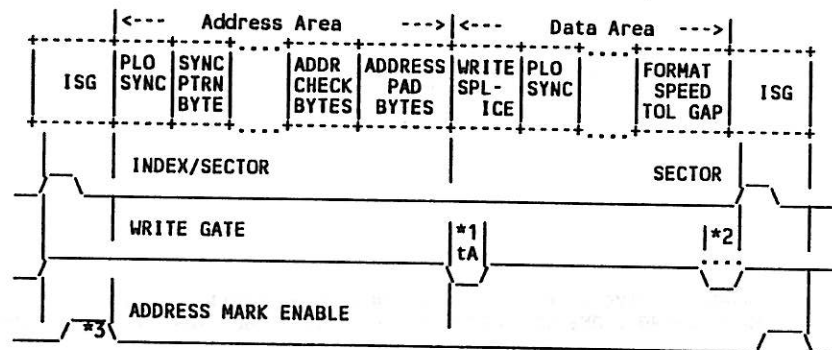 |<--- Address Area --->|<--- Data Area --->|
ISG PLO SYNC ADDR ADDRESS WRITE PLO FORMAT ISG
SYNC PTRN CHECK PAD SPL- SYNC SPEED
BYTE BYTES BYTES ICE TOL GAP
INDEX/SECTOR SECTOR
WRITE GATE *1 *2
tA
ADDRESS MARK ENABLE
*3